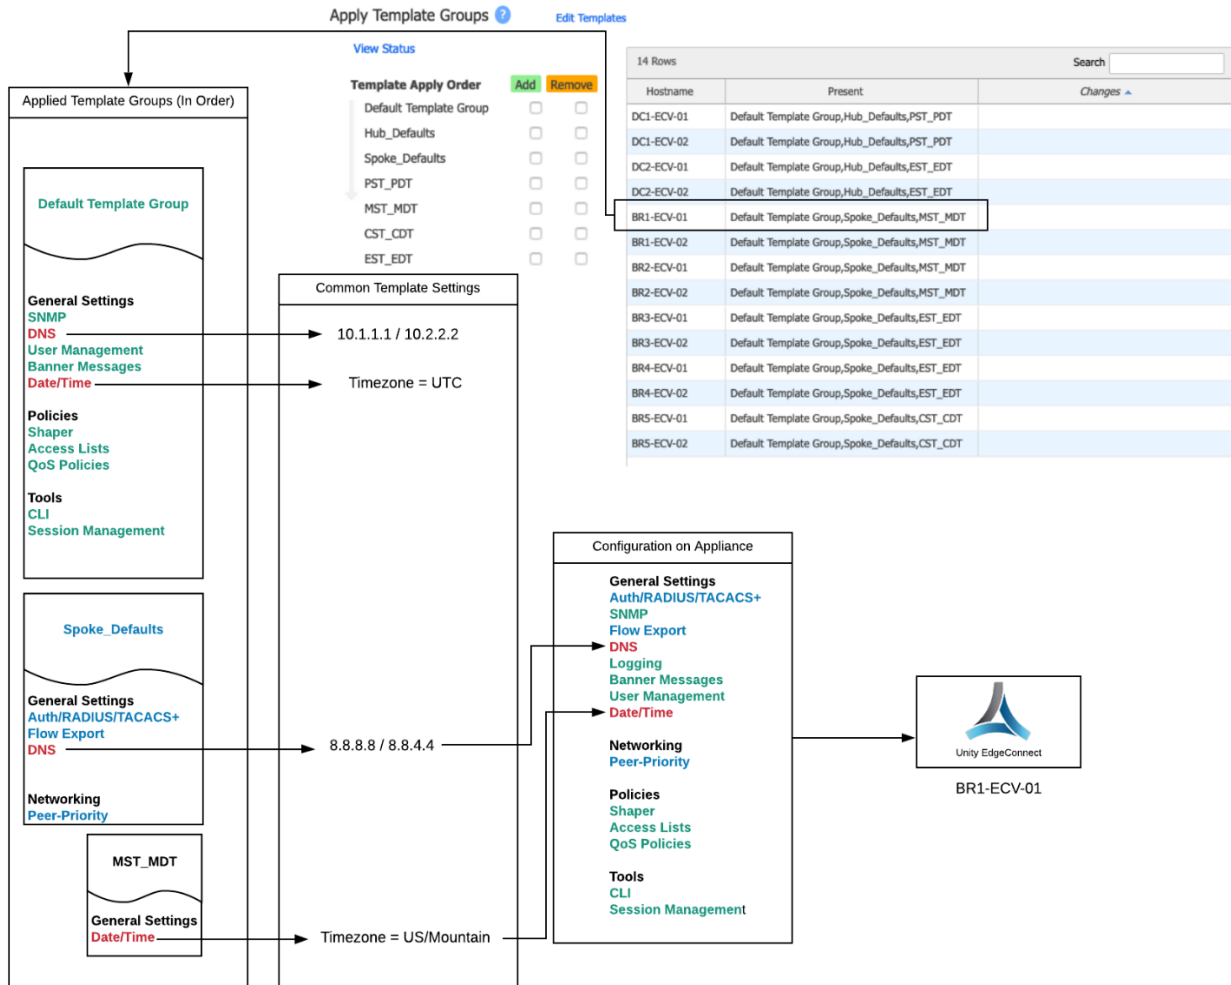 Apply Template Groups ?
Edit Templates
View Status
Template Apply Order Add Remove
Default Template Group
Hub_Defaults
Spoke_Defaults
PST_PDT
MST_MDT
CST_CDT
EST_EDT
14 Rows Search
Hostname Present Changes
DC1-ECV-01 Default Template Group,Hub_Defaults,PST_PDT
DC1-ECV-02 Default Template Group,Hub_Defaults,PST_PDT
DC2-ECV-01 Default Template Group,Hub_Defaults,EST_EDT
DC2-ECV-02 Default Template Group,Hub_Defaults,EST_EDT
BR1-ECV-01 Default Template Group,Spoke_Defaults,MST_MDT
BR1-ECV-02 Default Template Group,Spoke_Defaults,MST_MDT
BR2-ECV-01 Default Template Group,Spoke_Defaults,MST_MDT
BR2-ECV-02 Default Template Group,Spoke_Defaults,MST_MDT
BR3-ECV-01 Default Template Group,Spoke_Defaults,EST_EDT
BR3-ECV-02 Default Template Group,Spoke_Defaults,EST_EDT
BR4-ECV-01 Default Template Group,Spoke_Defaults,EST_EDT
BR4-ECV-02 Default Template Group,Spoke_Defaults,EST_EDT
BR5-ECV-01 Default Template Group,Spoke_Defaults,CST_CDT
BR5-ECV-02 Default Template Group,Spoke_Defaults,CST_CDT
Applied Template Groups (In Order)
Default Template Group
General Settings
SNMP
DNS
User Management
Banner Messages
Date/Time
Policies
Shaper
Access Lists
QoS Policies
Tools
CLI
Session Management
Spoke_Defaults
General Settings
Auth/RADIUS/TACACS+
Flow Export
DNS
Networking
Peer-Priority
MST_MDT
General Settings
Date/Time
Common Template Settings
10.1.1.1 / 10.2.2.2
Timezone = UTC
8.8.8.8 / 8.8.4.4
Timezone = US/Mountain
Configuration on Appliance
General Settings
Auth/RADIUS/TACACS+
SNMP
Flow Export
DNS
Logging
Banner Messages
User Management
Date/Time
Networking
Peer-Priority
Policies
Shaper
Access Lists
QoS Policies
Tools
CLI
Session Management
Unity EdgeConnect
BR1-ECV-01